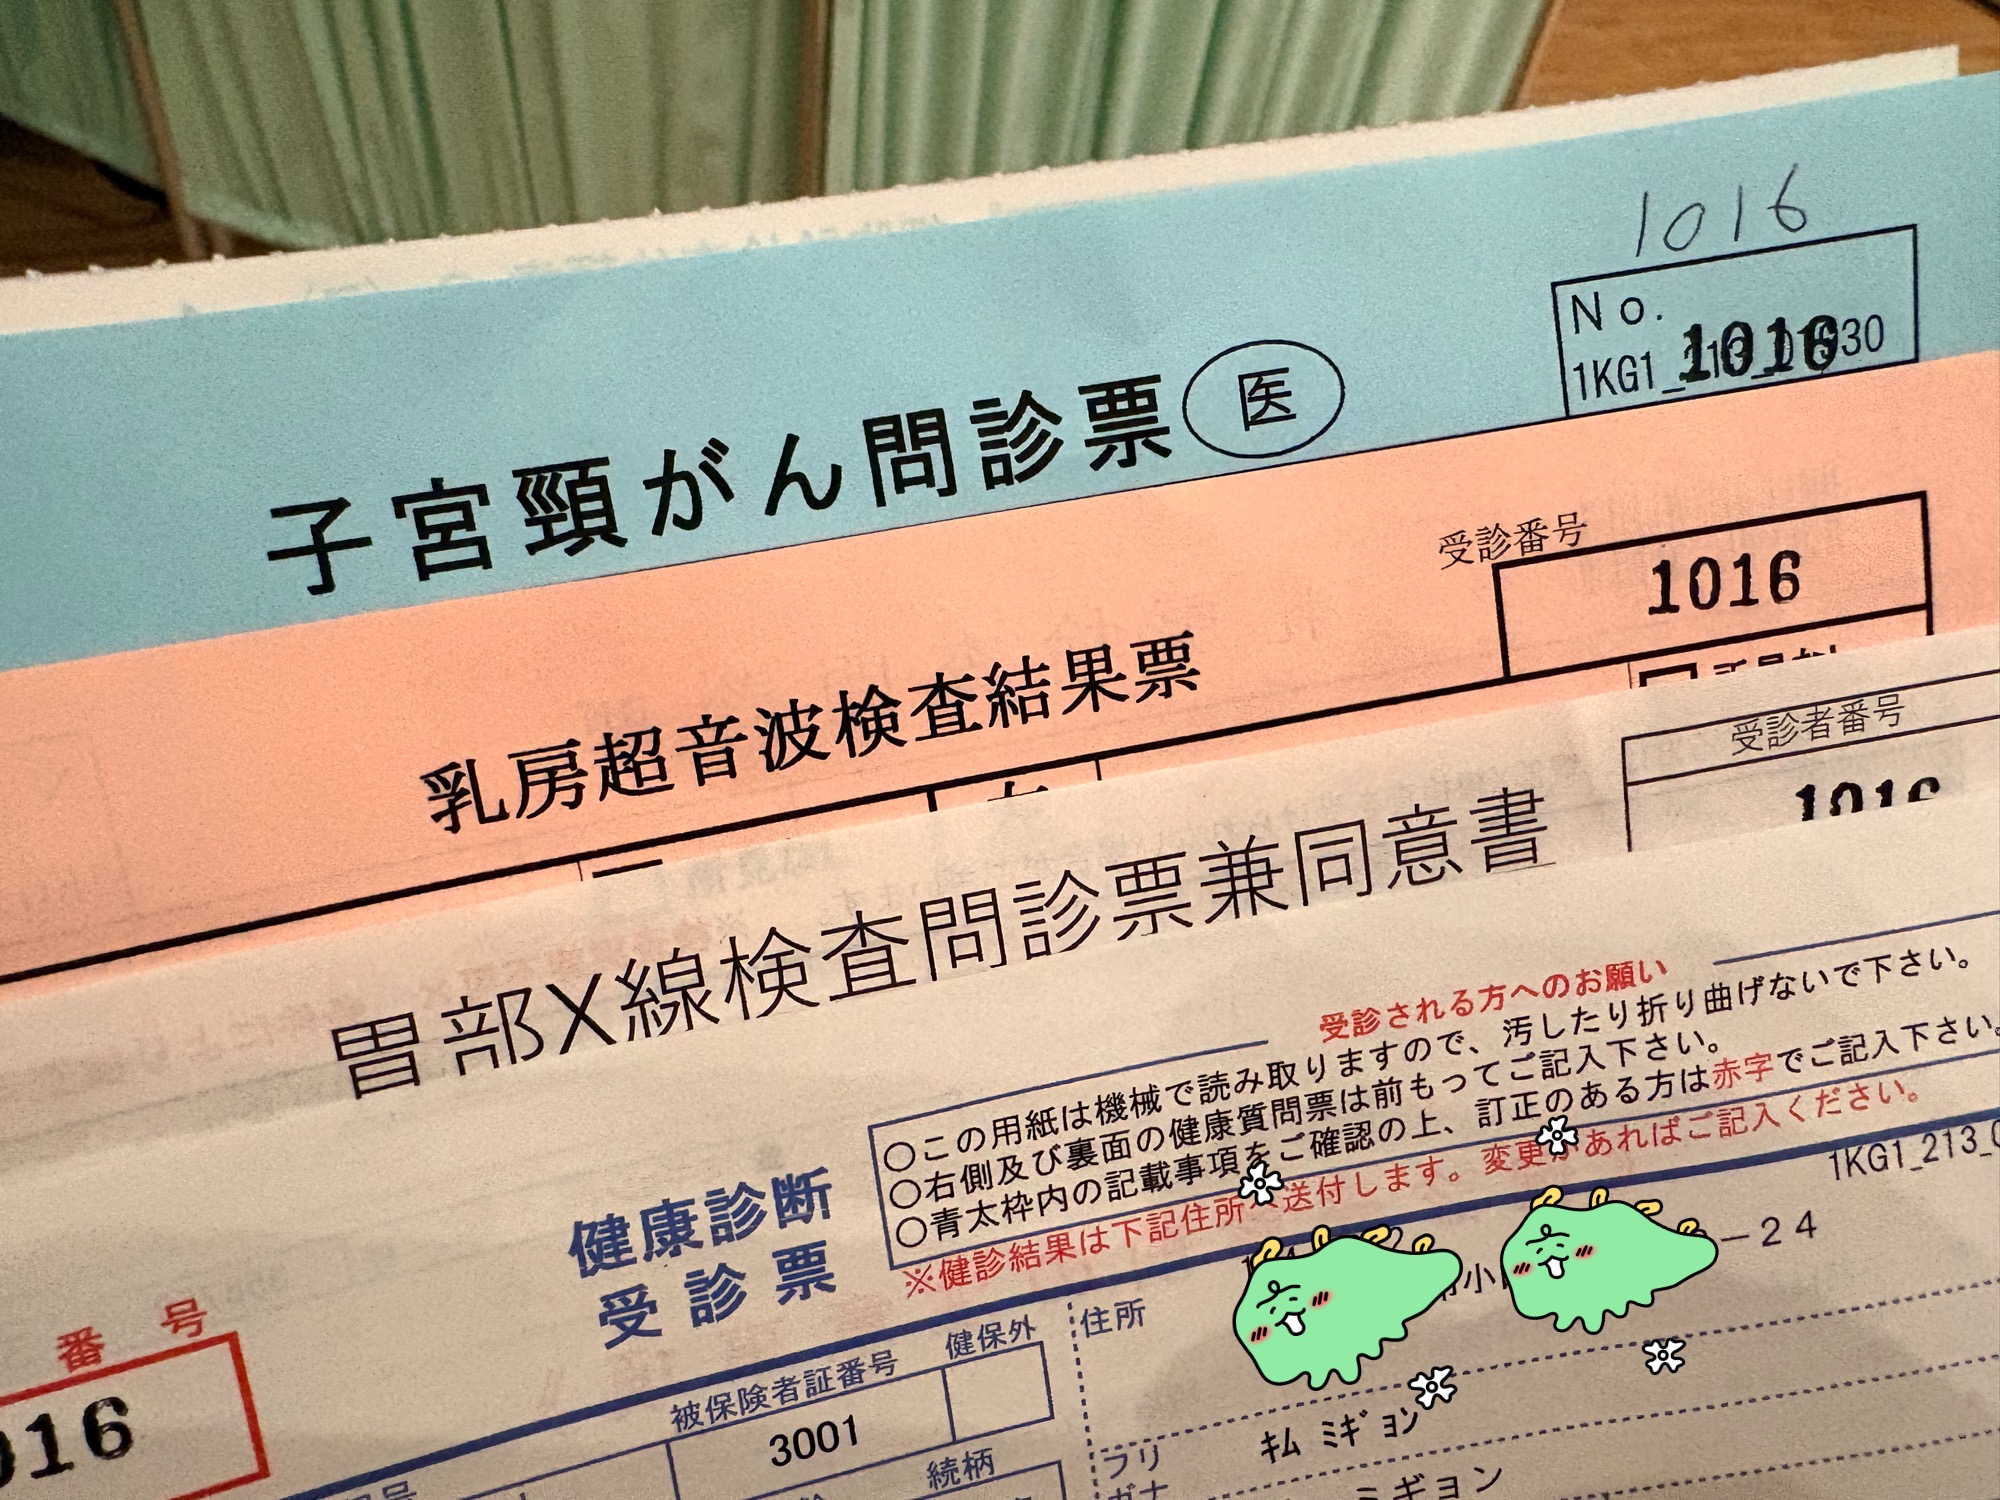 1016
No.
1016
子宮頸がん問診票 医
受診番号
1016
乳房超音波検査結果票
受診者番号
1016
胃部X線検査問診票兼同意書
受診される方へのお願い
○この用紙は機械で読み取りますので、汚したり折り曲げないで下さい。
○右側及び裏面の健康質問票は前もってご記入下さい。
○青太枠内の記載事項をご確認の上、訂正のある方は赤字でご記入下さい。
※健診結果は下記住所へ送付します。変更があればご記入ください。
健康診断
受診票
1KG1_213_0
番号
016
被保険者証番号
健保外
3001
続柄
住所
－24
フリ
ガナ
ｷﾑ ﾐｷﾞｮﾝ
ミギョン